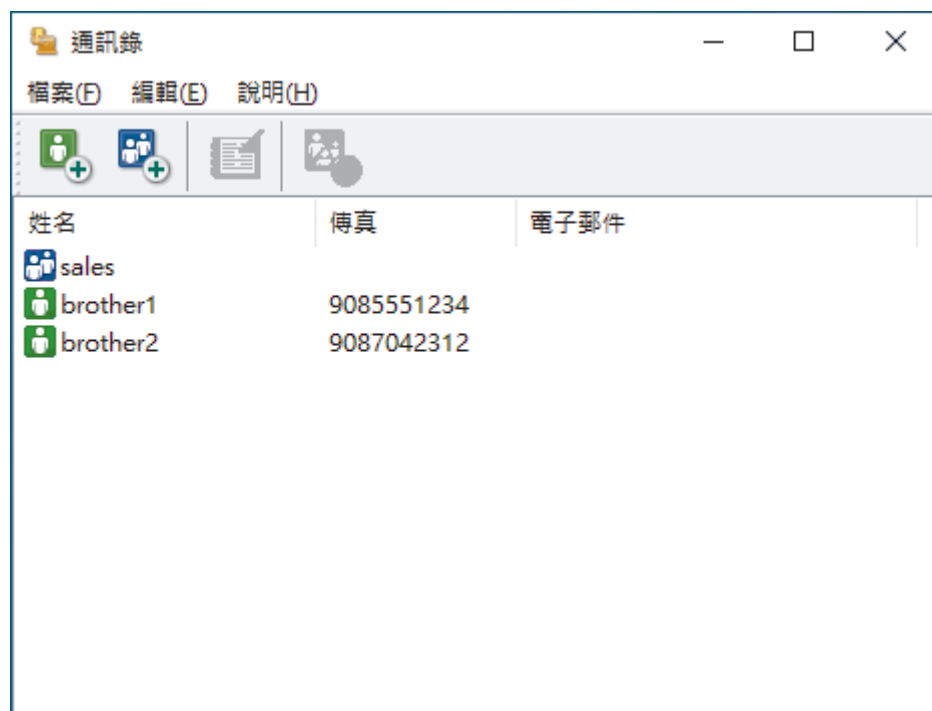 通訊錄
檔案(F) 編輯(E) 說明(H)
姓名 傳真 電子郵件
sales
brother1 9085551234
brother2 9087042312